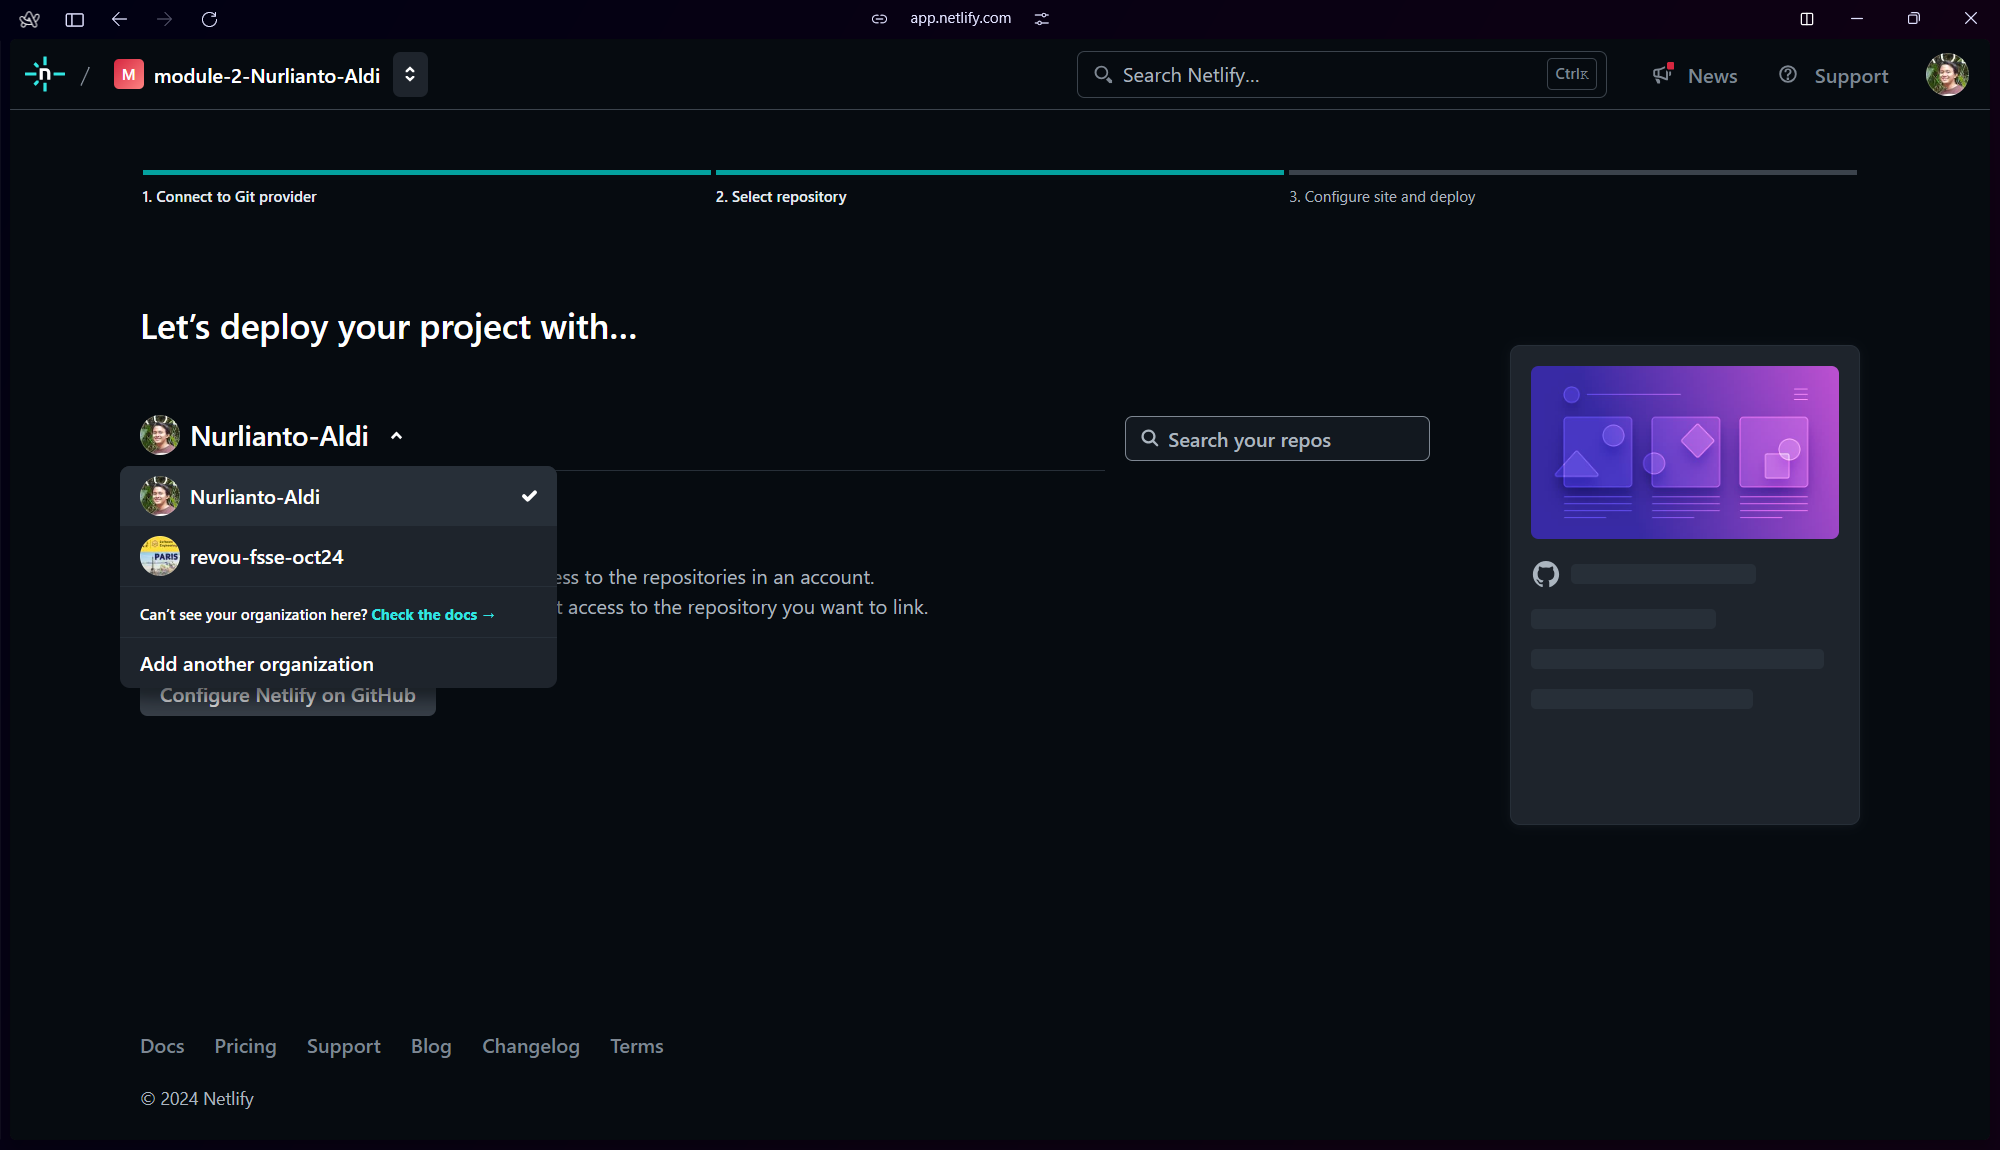 app.netlify.com
n / M module-2-Nurlianto-Aldi
Search Netlify...
Ctrl K
News
Support
1. Connect to Git provider
2. Select repository
3. Configure site and deploy
Let’s deploy your project with…
Nurlianto-Aldi
Search your repos
Nurlianto-Aldi
PARIS
revou-fsse-oct24
ess to the repositories in an account.
Can’t see your organization here? Check the docs →
t access to the repository you want to link.
Add another organization
Configure Netlify on GitHub
Docs Pricing Support Blog Changelog Terms
© 2024 Netlify